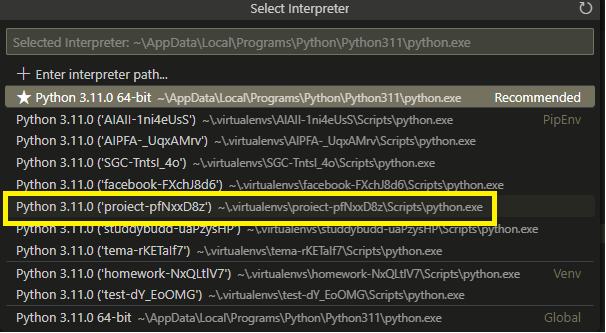 Select Interpreter
Selected Interpreter: ~\AppData\Local\Programs\Python\Python311\python.exe
+ Enter interpreter path...
★ Python 3.11.0 64-bit ~\AppData\Local\Programs\Python\Python311\python.exe Recommended
Python 3.11.0 ('AIAII-1ni4eUsS') ~\.virtualenvs\AIAII-1ni4eUsS\Scripts\python.exe PipEnv
Python 3.11.0 ('AIPFA-_UqxAMrv') ~\.virtualenvs\AIPFA-_UqxAMrv\Scripts\python.exe
Python 3.11.0 ('SGC-TntsI_4o') ~\.virtualenvs\SGC-TntsI_4o\Scripts\python.exe
Python 3.11.0 ('facebook-FXchJ8d6') ~\.virtualenvs\facebook-FXchJ8d6\Scripts\python.exe
Python 3.11.0 ('proiect-pfNxxD8z') ~\.virtualenvs\proiect-pfNxxD8z\Scripts\python.exe
Python 3.11.0 ('studdybudd-uaPzysHP') ~\.virtualenvs\studdybudd-uaPzysHP\Scripts\python.exe
Python 3.11.0 ('tema-rKETaIf7') ~\.virtualenvs\tema-rKETaIf7\Scripts\python.exe
Python 3.11.0 ('homework-NxQLtlV7') ~\.virtualenvs\homework-NxQLtlV7\Scripts\python.exe Venv
Python 3.11.0 ('test-dY_EoOMG') ~\.virtualenvs\test-dY_EoOMG\Scripts\python.exe
Python 3.11.0 64-bit ~\AppData\Local\Programs\Python\Python311\python.exe Global